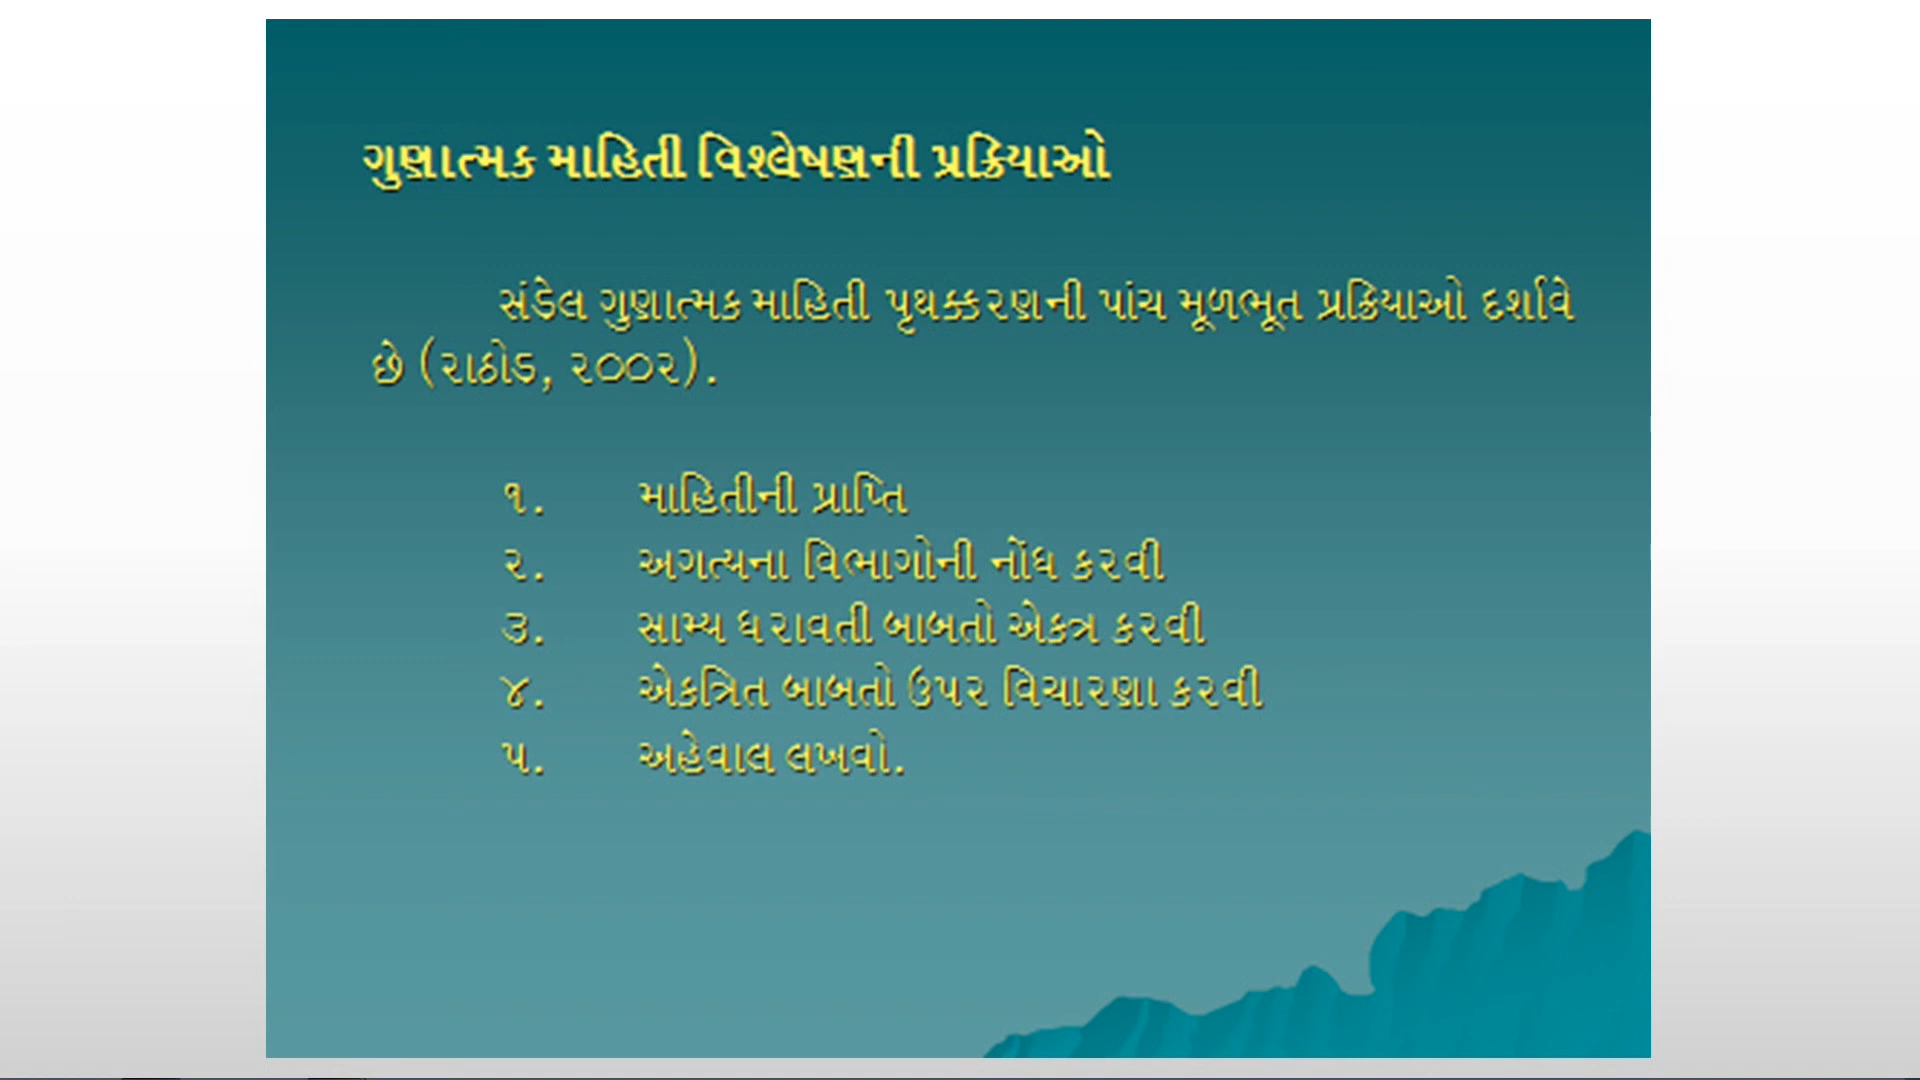 ગુણાત્મક માહિતી વિશ્લેષણની પ્રક્રિયાઓ
સંડેલ ગુણાત્મક માહિતી પૃથક્કરણની પાંચ મૂળભૂત પ્રક્રિયાઓ દર્શાવે
છે (રાઠોડ, ૨૦૦૨).
૧. માહિતીની પ્રાપ્તિ
૨. અગત્યના વિભાગોની નોંધ કરવી
૩. સામ્ય ધરાવતી બાબતો એકત્ર કરવી
૪. એકત્રિત બાબતો ઉપર વિચારણા કરવી
૫. અહેવાલ લખવો.